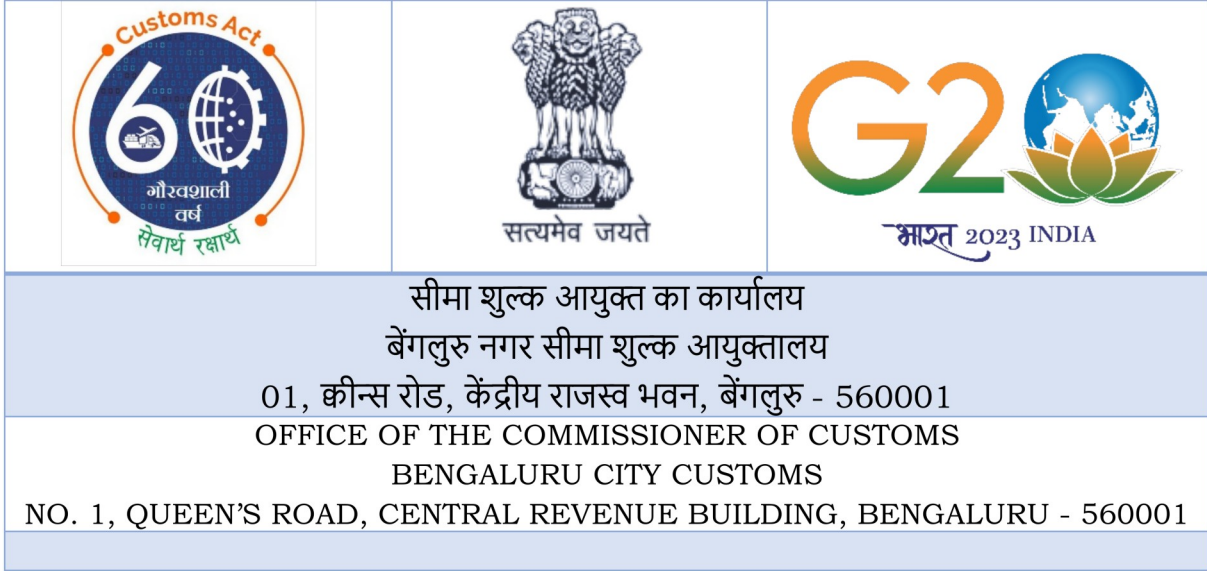 Customs Act
60
गौरवशाली
वर्ष
सेवार्थ रक्षार्थ
सत्यमेव जयते
G20
भारत 2023 INDIA
सीमा शुल्क आयुक्त का कार्यालय
बेंगलुरु नगर सीमा शुल्क आयुक्तालय
01, क्वीन्स रोड, केंद्रीय राजस्व भवन, बेंगलुरु - 560001
OFFICE OF THE COMMISSIONER OF CUSTOMS
BENGALURU CITY CUSTOMS
NO. 1, QUEEN’S ROAD, CENTRAL REVENUE BUILDING, BENGALURU - 560001